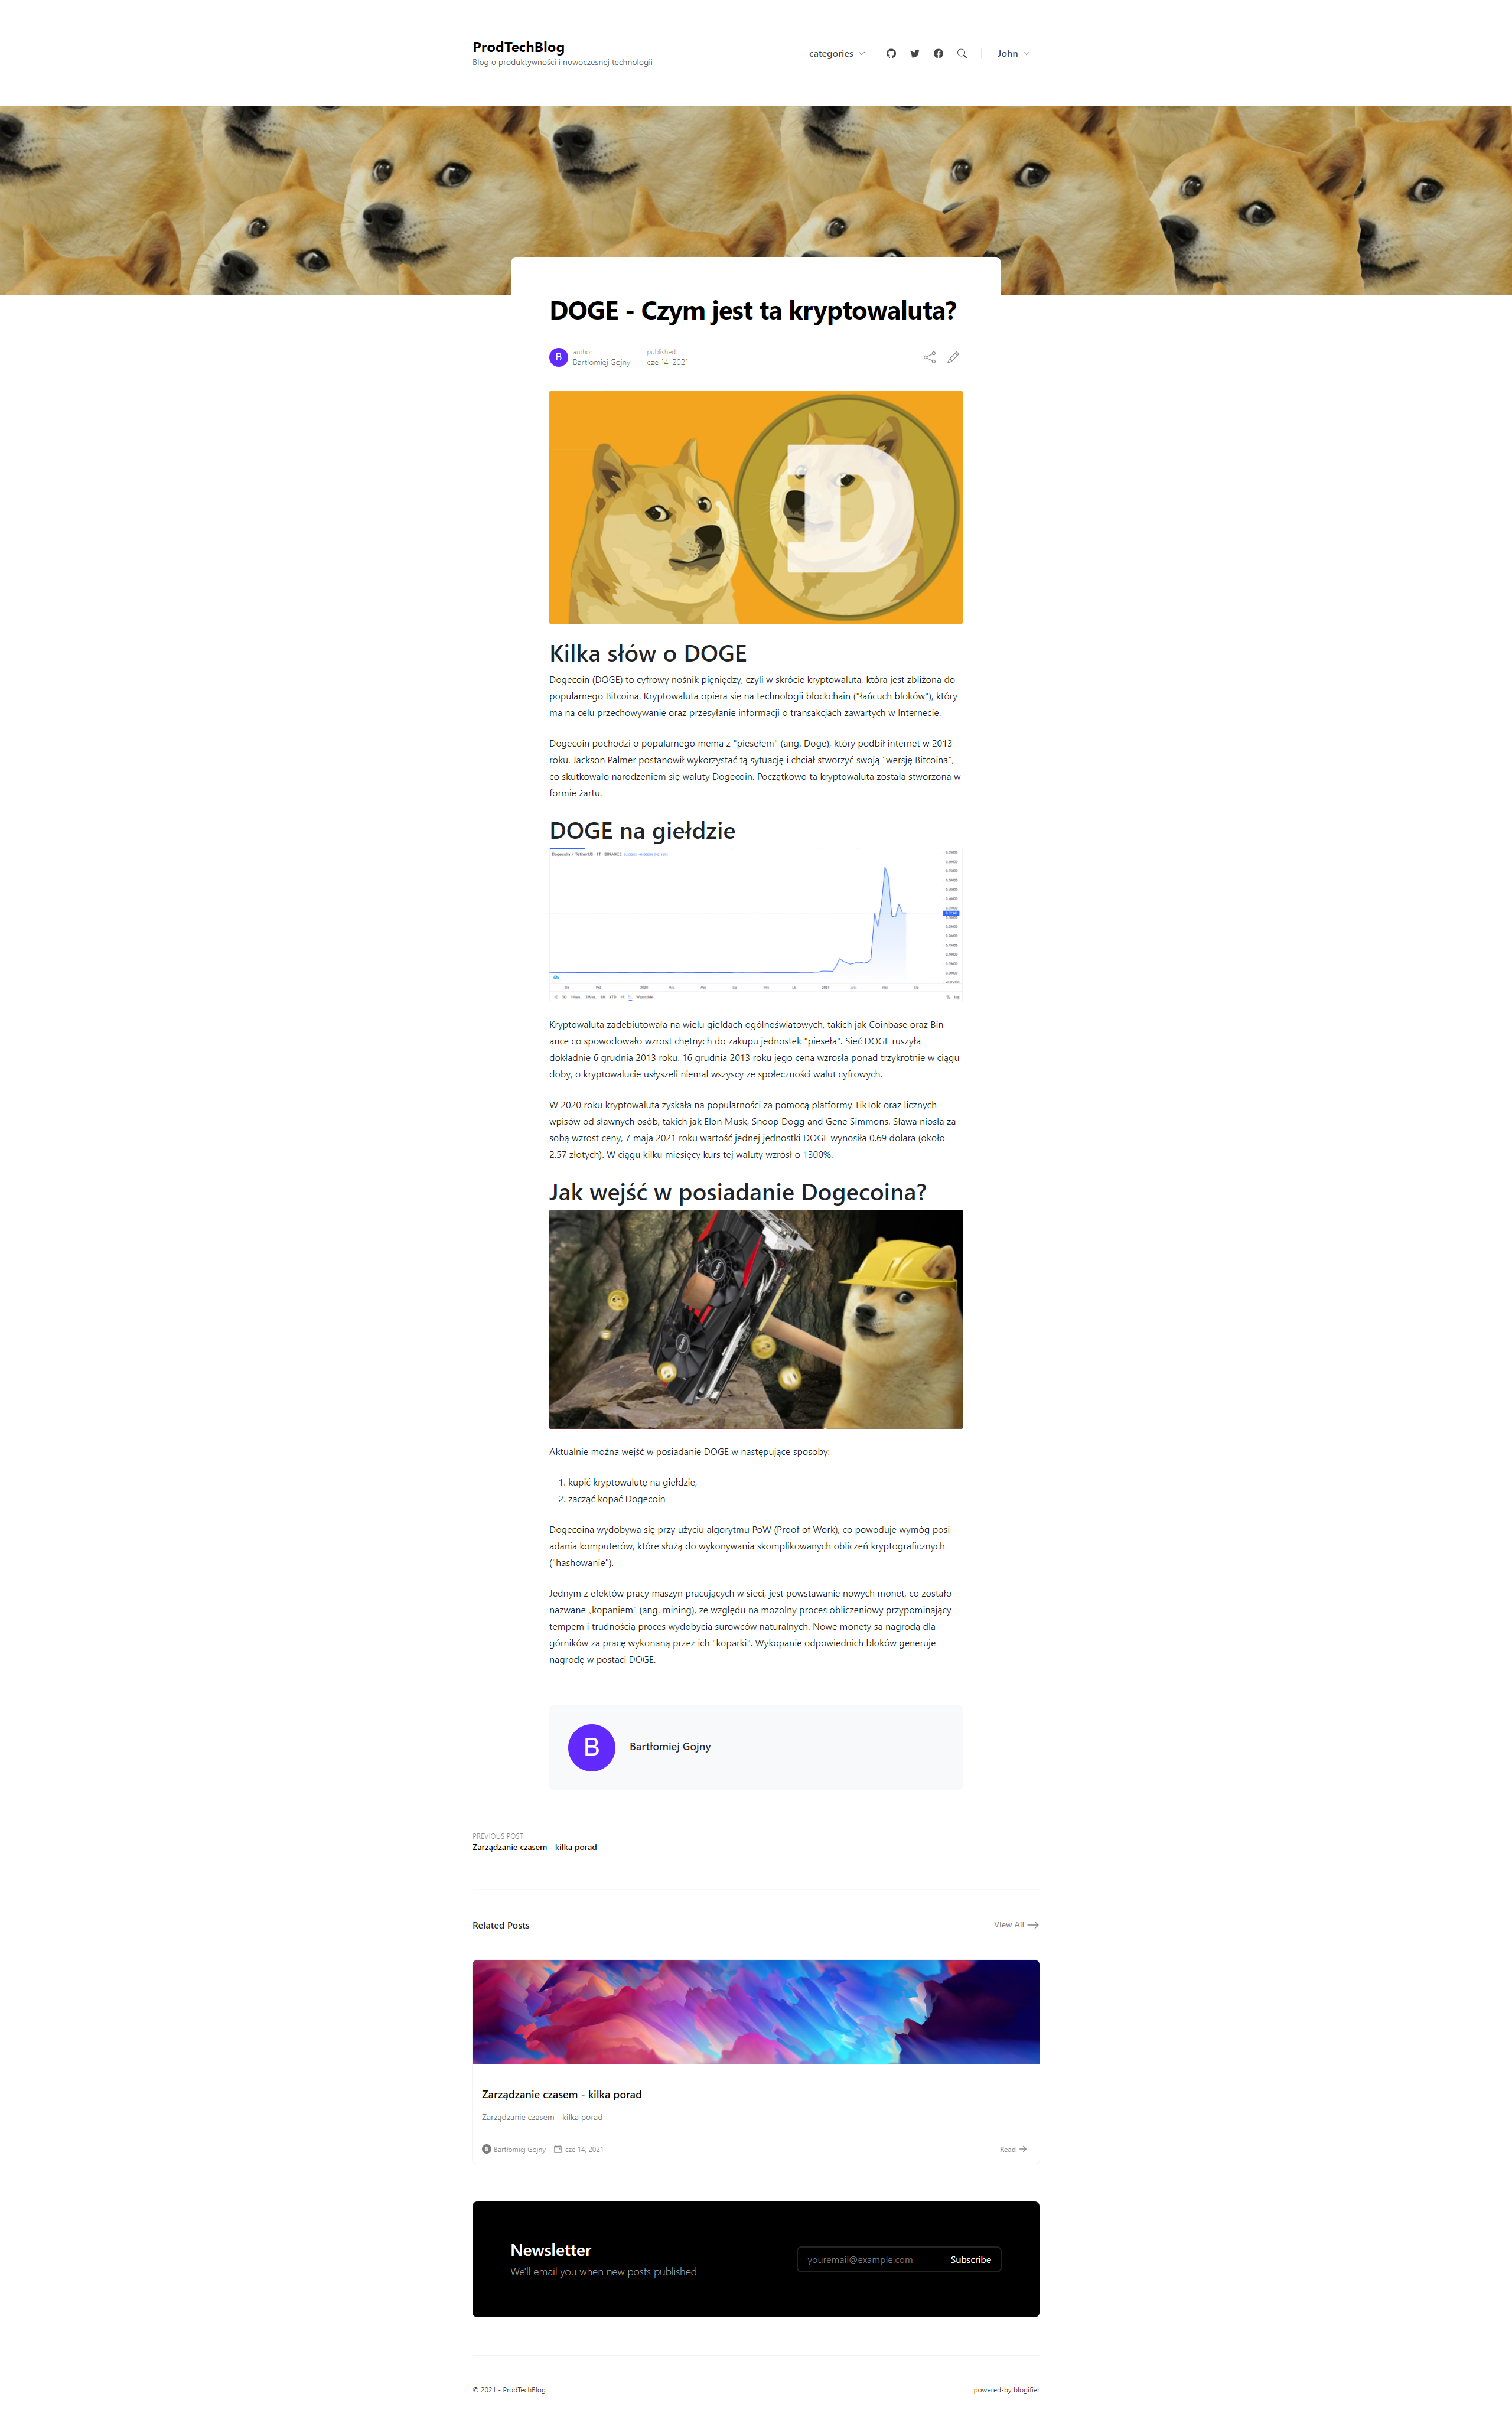 ProdTechBlog
Blog o produktywności i nowoczesnej technologii
categories
John
DOGE - Czym jest ta kryptowaluta?
B
author
Bartłomiej Gojny
published
cze 14, 2021
D
Kilka słów o DOGE
Dogecoin (DOGE) to cyfrowy nośnik pięniędzy, czyli w skrócie kryptowaluta, która jest zbliżona do
popularnego Bitcoina. Kryptowaluta opiera się na technologii blockchain ("łańcuch bloków"), który
ma na celu przechowywanie oraz przesyłanie informacji o transakcjach zawartych w Internecie.
Dogecoin pochodzi o popularnego mema z "piesełem" (ang. Doge), który podbił internet w 2013
roku. Jackson Palmer postanowił wykorzystać tą sytuację i chciał stworzyć swoją "wersję Bitcoina",
co skutkowało narodzeniem się waluty Dogecoin. Początkowo ta kryptowaluta została stworzona w
formie żartu.
DOGE na giełdzie
Dogecoin / TetherUS · 1T · BINANCE
2020
2021
Wszystkie
Kryptowaluta zadebiutowała na wielu giełdach ogólnoświatowych, takich jak Coinbase oraz Bin-
ance co spowodowało wzrost chętnych do zakupu jednostek "pieseła". Sieć DOGE ruszyła
dokładnie 6 grudnia 2013 roku. 16 grudnia 2013 roku jego cena wzrosła ponad trzykrotnie w ciągu
doby, o kryptowalucie usłyszeli niemal wszyscy ze społeczności walut cyfrowych.
W 2020 roku kryptowaluta zyskała na popularności za pomocą platformy TikTok oraz licznych
wpisów od sławnych osób, takich jak Elon Musk, Snoop Dogg and Gene Simmons. Sława niosła za
sobą wzrost ceny, 7 maja 2021 roku wartość jednej jednostki DOGE wynosiła 0.69 dolara (około
2.57 złotych). W ciągu kilku miesięcy kurs tej waluty wzrósł o 1300%.
Jak wejść w posiadanie Dogecoina?
Aktualnie można wejść w posiadanie DOGE w następujące sposoby:
1. kupić kryptowalutę na giełdzie,
2. zacząć kopać Dogecoin
Dogecoina wydobywa się przy użyciu algorytmu PoW (Proof of Work), co powoduje wymóg posi-
adania komputerów, które służą do wykonywania skomplikowanych obliczeń kryptograficznych
("hashowanie").
Jednym z efektów pracy maszyn pracujących w sieci, jest powstawanie nowych monet, co zostało
nazwane „kopaniem" (ang. mining), ze względu na mozolny proces obliczeniowy przypominający
tempem i trudnością proces wydobycia surowców naturalnych. Nowe monety są nagrodą dla
górników za pracę wykonaną przez ich "koparki". Wykopanie odpowiednich bloków generuje
nagrodę w postaci DOGE.
B
Bartłomiej Gojny
PREVIOUS POST
Zarządzanie czasem - kilka porad
Related Posts
View All
Zarządzanie czasem - kilka porad
Zarządzanie czasem - kilka porad
B
Bartłomiej Gojny
cze 14, 2021
Read
Newsletter
We'll email you when new posts published.
youremail@example.com
Subscribe
© 2021 - ProdTechBlog
powered-by blogifier